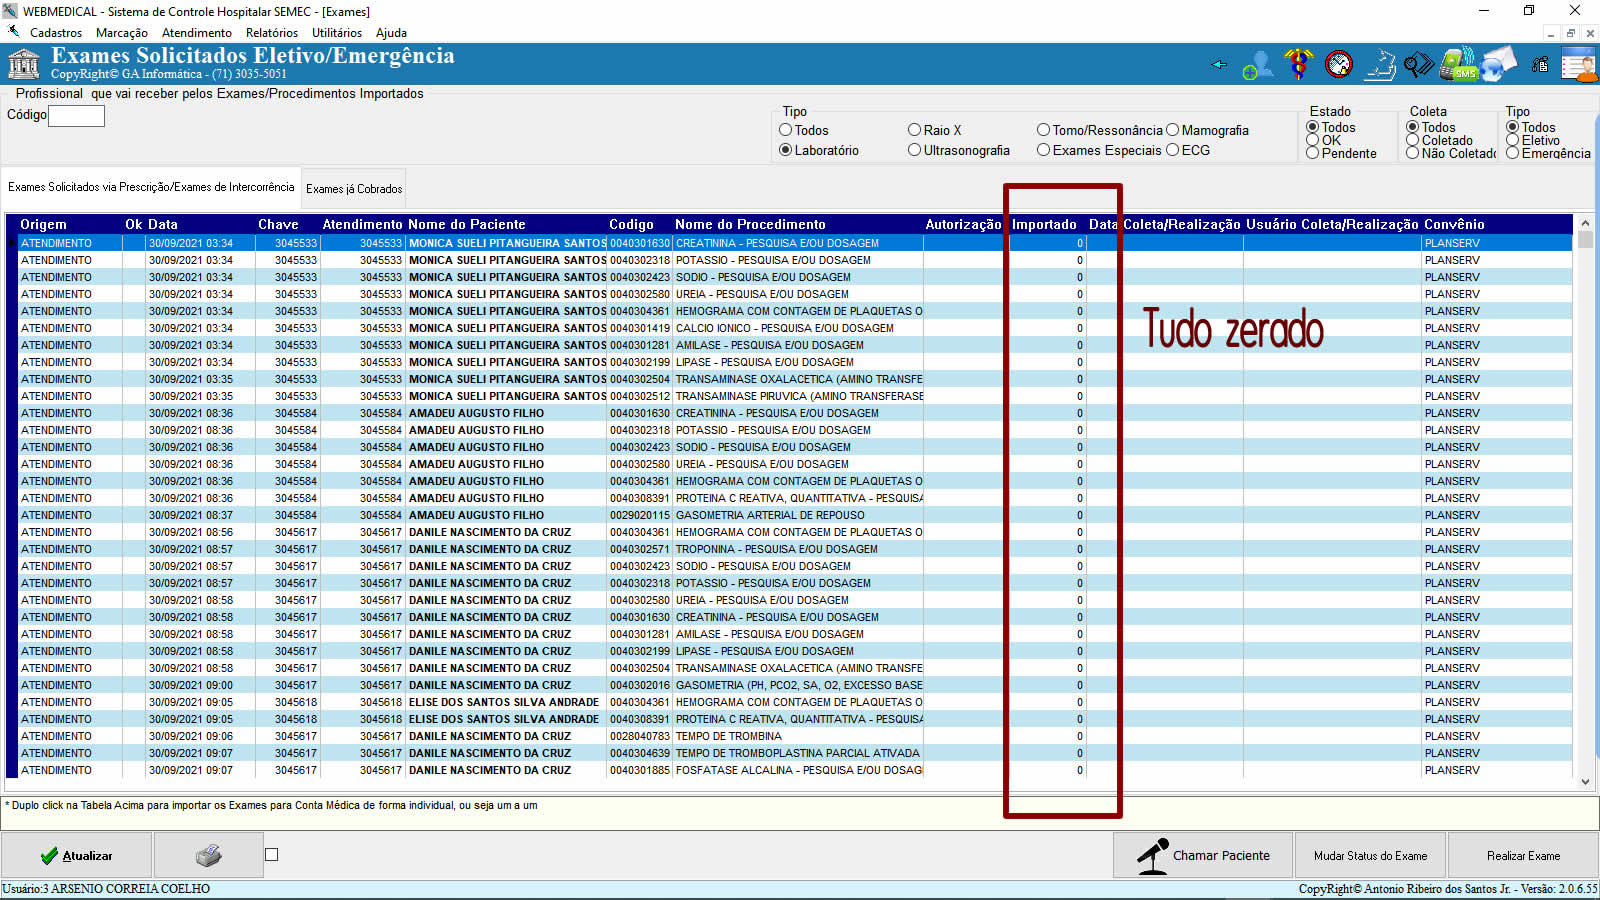 WEBMEDICAL - Sistema de Controle Hospitalar SEMEC - [Exames]
Cadastros Marcação Atendimento Relatórios Utilitários Ajuda
Exames Solicitados Eletivo/Emergência
CopyRight© GA Informática - (71) 3035-5051
SMS
Profissional que vai receber pelos Exames/Procedimentos Importados
Código
Tipo
Todos Raio X Tomo/Ressonância Mamografia
Laboratório Ultrasonografia Exames Especiais ECG
Estado
Todos
OK
Pendente
Coleta
Todos
Coletado
Não Coletado
Tipo
Todos
Eletivo
Emergência
Exames Solicitados via Prescrição/Exames de Intercorrência Exames já Cobrados
Origem Ok Data Chave Atendimento Nome do Paciente Codigo Nome do Procedimento Autorização Importado Data Coleta/Realização Usuário Coleta/Realização Convênio
ATENDIMENTO 30/09/2021 03:34 3045533 3045533 MONICA SUELI PITANGUEIRA SANTOS 0040301630 CREATININA - PESQUISA E/OU DOSAGEM 0 PLANSERV
ATENDIMENTO 30/09/2021 03:34 3045533 3045533 MONICA SUELI PITANGUEIRA SANTOS 0040302318 POTASSIO - PESQUISA E/OU DOSAGEM 0 PLANSERV
ATENDIMENTO 30/09/2021 03:34 3045533 3045533 MONICA SUELI PITANGUEIRA SANTOS 0040302423 SODIO - PESQUISA E/OU DOSAGEM 0 PLANSERV
ATENDIMENTO 30/09/2021 03:34 3045533 3045533 MONICA SUELI PITANGUEIRA SANTOS 0040302580 UREIA - PESQUISA E/OU DOSAGEM 0 PLANSERV
ATENDIMENTO 30/09/2021 03:34 3045533 3045533 MONICA SUELI PITANGUEIRA SANTOS 0040304361 HEMOGRAMA COM CONTAGEM DE PLAQUETAS O 0 PLANSERV
ATENDIMENTO 30/09/2021 03:34 3045533 3045533 MONICA SUELI PITANGUEIRA SANTOS 0040301419 CALCIO IONICO - PESQUISA E/OU DOSAGEM 0 PLANSERV
ATENDIMENTO 30/09/2021 03:34 3045533 3045533 MONICA SUELI PITANGUEIRA SANTOS 0040301281 AMILASE - PESQUISA E/OU DOSAGEM 0 PLANSERV
ATENDIMENTO 30/09/2021 03:34 3045533 3045533 MONICA SUELI PITANGUEIRA SANTOS 0040302199 LIPASE - PESQUISA E/OU DOSAGEM 0 PLANSERV
ATENDIMENTO 30/09/2021 03:35 3045533 3045533 MONICA SUELI PITANGUEIRA SANTOS 0040302504 TRANSAMINASE OXALACETICA (AMINO TRANSFE 0 PLANSERV
ATENDIMENTO 30/09/2021 03:35 3045533 3045533 MONICA SUELI PITANGUEIRA SANTOS 0040302512 TRANSAMINASE PIRUVICA (AMINO TRANSFERASE 0 PLANSERV
ATENDIMENTO 30/09/2021 08:36 3045584 3045584 AMADEU AUGUSTO FILHO 0040301630 CREATININA - PESQUISA E/OU DOSAGEM 0 PLANSERV
ATENDIMENTO 30/09/2021 08:36 3045584 3045584 AMADEU AUGUSTO FILHO 0040302318 POTASSIO - PESQUISA E/OU DOSAGEM 0 PLANSERV
ATENDIMENTO 30/09/2021 08:36 3045584 3045584 AMADEU AUGUSTO FILHO 0040302423 SODIO - PESQUISA E/OU DOSAGEM 0 PLANSERV
ATENDIMENTO 30/09/2021 08:36 3045584 3045584 AMADEU AUGUSTO FILHO 0040302580 UREIA - PESQUISA E/OU DOSAGEM 0 PLANSERV
ATENDIMENTO 30/09/2021 08:36 3045584 3045584 AMADEU AUGUSTO FILHO 0040304361 HEMOGRAMA COM CONTAGEM DE PLAQUETAS O 0 PLANSERV
ATENDIMENTO 30/09/2021 08:36 3045584 3045584 AMADEU AUGUSTO FILHO 0040308391 PROTEINA C REATIVA, QUANTITATIVA - PESQUISA 0 PLANSERV
ATENDIMENTO 30/09/2021 08:37 3045584 3045584 AMADEU AUGUSTO FILHO 0029020115 GASOMETRIA ARTERIAL DE REPOUSO 0 PLANSERV
ATENDIMENTO 30/09/2021 08:56 3045617 3045617 DANILE NASCIMENTO DA CRUZ 0040304361 HEMOGRAMA COM CONTAGEM DE PLAQUETAS O 0 PLANSERV
ATENDIMENTO 30/09/2021 08:57 3045617 3045617 DANILE NASCIMENTO DA CRUZ 0040302571 TROPONINA - PESQUISA E/OU DOSAGEM 0 PLANSERV
ATENDIMENTO 30/09/2021 08:57 3045617 3045617 DANILE NASCIMENTO DA CRUZ 0040302423 SODIO - PESQUISA E/OU DOSAGEM 0 PLANSERV
ATENDIMENTO 30/09/2021 08:57 3045617 3045617 DANILE NASCIMENTO DA CRUZ 0040302318 POTASSIO - PESQUISA E/OU DOSAGEM 0 PLANSERV
ATENDIMENTO 30/09/2021 08:58 3045617 3045617 DANILE NASCIMENTO DA CRUZ 0040302580 UREIA - PESQUISA E/OU DOSAGEM 0 PLANSERV
ATENDIMENTO 30/09/2021 08:58 3045617 3045617 DANILE NASCIMENTO DA CRUZ 0040301630 CREATININA - PESQUISA E/OU DOSAGEM 0 PLANSERV
ATENDIMENTO 30/09/2021 08:58 3045617 3045617 DANILE NASCIMENTO DA CRUZ 0040301281 AMILASE - PESQUISA E/OU DOSAGEM 0 PLANSERV
ATENDIMENTO 30/09/2021 08:58 3045617 3045617 DANILE NASCIMENTO DA CRUZ 0040302199 LIPASE - PESQUISA E/OU DOSAGEM 0 PLANSERV
ATENDIMENTO 30/09/2021 08:58 3045617 3045617 DANILE NASCIMENTO DA CRUZ 0040302504 TRANSAMINASE OXALACETICA (AMINO TRANSFE 0 PLANSERV
ATENDIMENTO 30/09/2021 09:00 3045617 3045617 DANILE NASCIMENTO DA CRUZ 0040302016 GASOMETRIA (PH, PCO2, SA, O2, EXCESSO BASE 0 PLANSERV
ATENDIMENTO 30/09/2021 09:05 3045618 3045618 ELISE DOS SANTOS SILVA ANDRADE 0040304361 HEMOGRAMA COM CONTAGEM DE PLAQUETAS O 0 PLANSERV
ATENDIMENTO 30/09/2021 09:05 3045618 3045618 ELISE DOS SANTOS SILVA ANDRADE 0040308391 PROTEINA C REATIVA, QUANTITATIVA - PESQUISA 0 PLANSERV
ATENDIMENTO 30/09/2021 09:06 3045617 3045617 DANILE NASCIMENTO DA CRUZ 0028040783 TEMPO DE TROMBINA 0 PLANSERV
ATENDIMENTO 30/09/2021 09:07 3045617 3045617 DANILE NASCIMENTO DA CRUZ 0040304639 TEMPO DE TROMBOPLASTINA PARCIAL ATIVADA 0 PLANSERV
ATENDIMENTO 30/09/2021 09:07 3045617 3045617 DANILE NASCIMENTO DA CRUZ 0040301885 FOSFATASE ALCALINA - PESQUISA E/OU DOSAG 0 PLANSERV
Tudo zerado
* Duplo click na Tabela Acima para importar os Exames para Conta Médica de forma individual, ou seja um a um
Atualizar Chamar Paciente Mudar Status do Exame Realizar Exame
Usuário:3 ARSENIO CORREIA COELHO CopyRight© Antonio Ribeiro dos Santos Jr. - Versão: 2.0.6.55